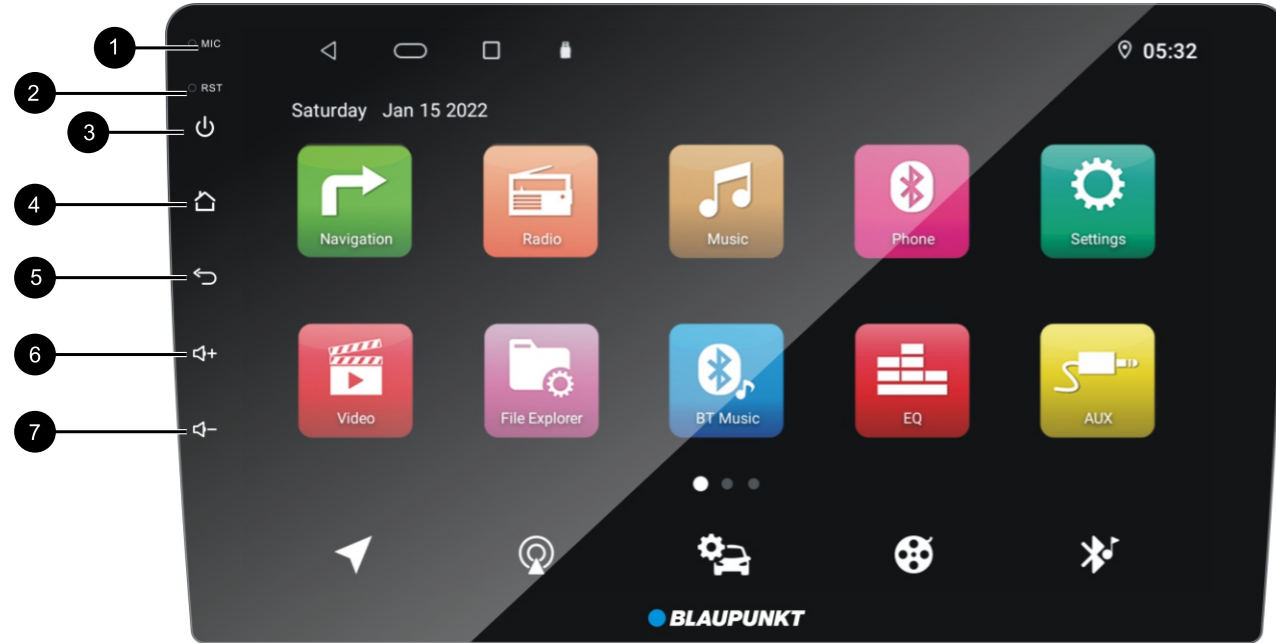 1 MIC
2 RST
3
4
5
6 +
7 −
05:32
Saturday Jan 15 2022
Navigation Radio Music Phone Settings
Video File Explorer BT Music EQ AUX
BLAUPUNKT